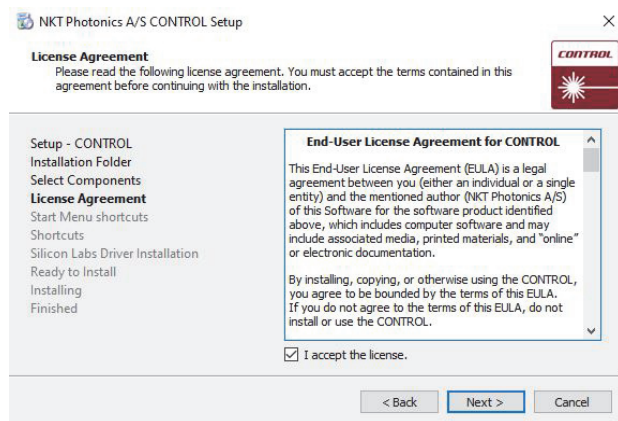 NKT Photonics A/S CONTROL Setup
License Agreement
Please read the following license agreement. You must accept the terms contained in this
agreement before continuing with the installation.
CONTROL
Setup - CONTROL
Installation Folder
Select Components
License Agreement
Start Menu shortcuts
Shortcuts
Silicon Labs Driver Installation
Ready to Install
Installing
Finished
End-User License Agreement for CONTROL
This End-User License Agreement (EULA) is a legal
agreement between you (either an individual or a single
entity) and the mentioned author (NKT Photonics A/S)
of this Software for the software product identified
above, which includes computer software and may
include associated media, printed materials, and “online”
or electronic documentation.
By installing, copying, or otherwise using the CONTROL,
you agree to be bounded by the terms of this EULA.
If you do not agree to the terms of this EULA, do not
install or use the CONTROL.
I accept the license.
< Back
Next >
Cancel